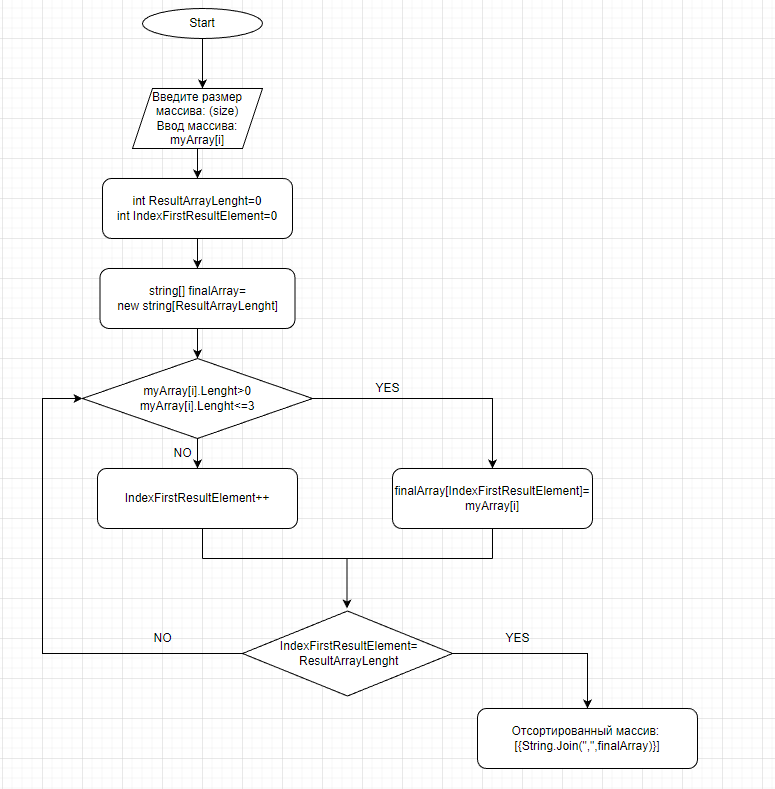 Start
Введите размер
массива: (size)
Ввод массива:
myArray[i]
int ResultArrayLenght=0
int IndexFirstResultElement=0
string[] finalArray=
new string[ResultArrayLenght]
myArray[i].Lenght>0
myArray[i].Lenght<=3
YES
NO
IndexFirstResultElement++
finalArray[IndexFirstResultElement]=
myArray[i]
NO
IndexFirstResultElement=
ResultArrayLenght
YES
Отсортированный массив:
[{String.Join(",",finalArray)}]